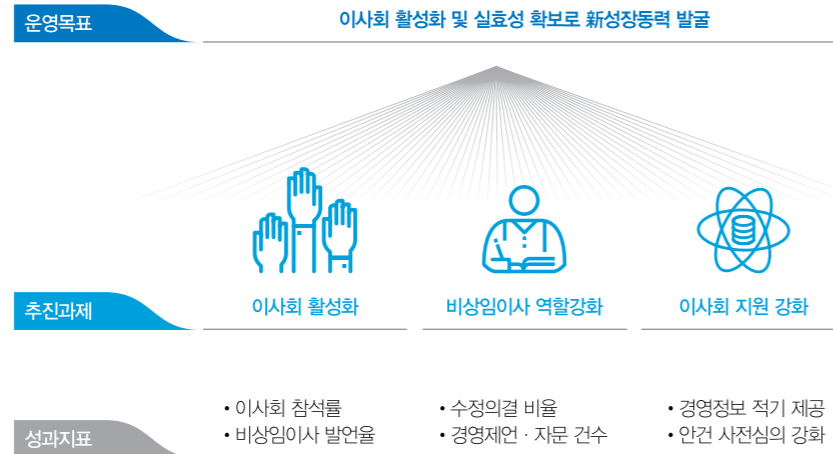 운영목표
이사회 활성화 및 실효성 확보로 新성장동력 발굴
추진과제
이사회 활성화
비상임이사 역할강화
이사회 지원 강화
성과지표
• 이사회 참석률
• 비상임이사 발언율
• 수정의결 비율
• 경영제언 · 자문 건수
• 경영정보 적기 제공
• 안건 사전심의 강화